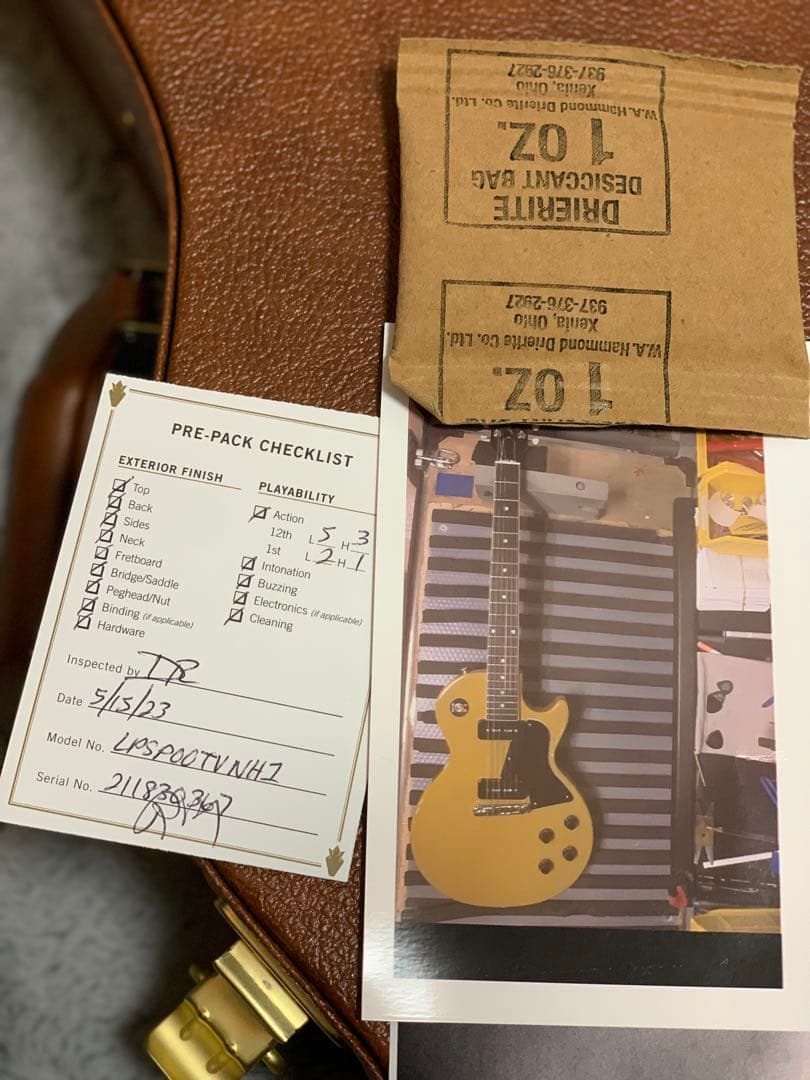 937-376-2927
Xenia, Ohio
W.A. Hammond Drierite Co. Ltd.
1 OZ.
DESICCANT BAG
DRIERITE
937-376-2927
Xenia, Ohio
W.A. Hammond Drierite Co. Ltd.
1 OZ.
PRE-PACK CHECKLIST
EXTERIOR FINISH
Top
Back
Sides
Neck
Fretboard
Bridge/Saddle
Peghead/Nut
Binding (if applicable)
Hardware
PLAYABILITY
Action
12th L 5 H 3
1st L 2 H 1
Intonation
Buzzing
Electronics (if applicable)
Cleaning
Inspected by
Date 5/15/23
Model No. LPSP00TVNH1
Serial No.